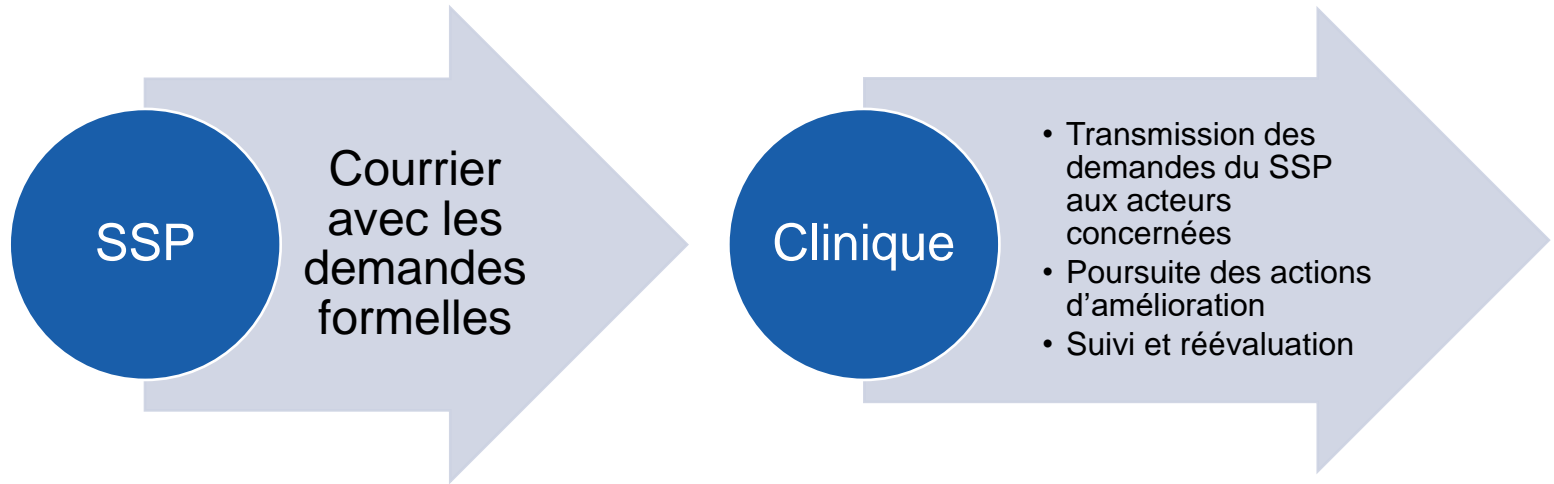 SSP
Courrier
avec les
demandes
formelles
Clinique
• Transmission des
demandes du SSP
aux acteurs
concernées
• Poursuite des actions
d’amélioration
• Suivi et réévaluation